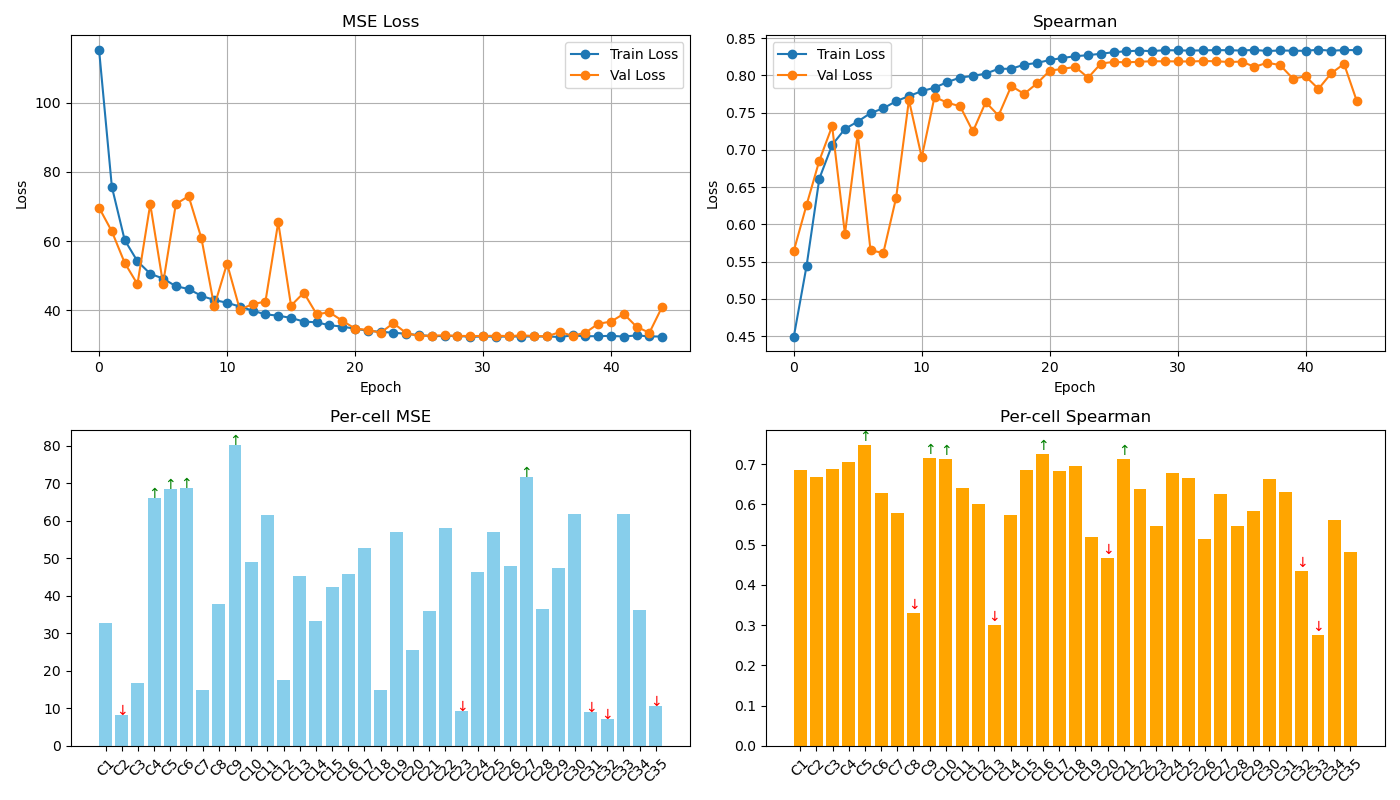 MSE Loss
Train Loss
Val Loss
Loss
100
80
60
40
0 10 20 30 40
Epoch
Spearman
Train Loss
Val Loss
Loss
0.85
0.80
0.75
0.70
0.65
0.60
0.55
0.50
0.45
0 10 20 30 40
Epoch
Per-cell MSE
80
70
60
50
40
30
20
10
0
↑ ↑ ↑ ↑ ↑
↓ ↓ ↓ ↓ ↓
C1 C2 C3 C4 C5 C6 C7 C8 C9 C10 C11 C12 C13 C14 C15 C16 C17 C18 C19 C20 C21 C22 C23 C24 C25 C26 C27 C28 C29 C30 C31 C32 C33 C34 C35
Per-cell Spearman
0.7
0.6
0.5
0.4
0.3
0.2
0.1
0.0
↑ ↑ ↑ ↑ ↑
↓ ↓ ↓ ↓ ↓
C1 C2 C3 C4 C5 C6 C7 C8 C9 C10 C11 C12 C13 C14 C15 C16 C17 C18 C19 C20 C21 C22 C23 C24 C25 C26 C27 C28 C29 C30 C31 C32 C33 C34 C35